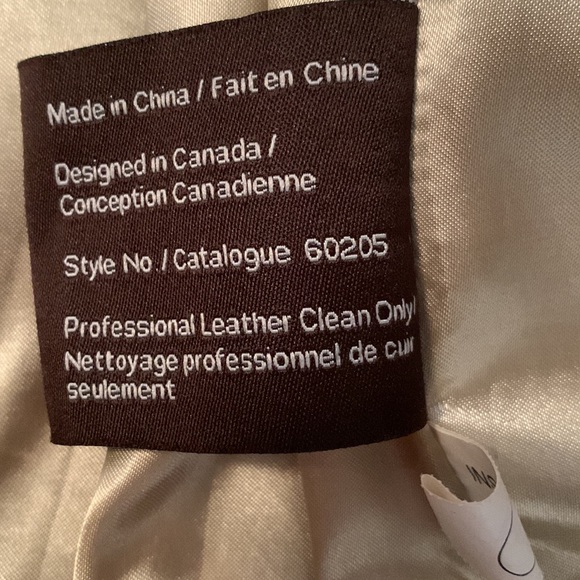 Made in China / Fait en Chine
Designed in Canada /
Conception Canadienne
Style No. / Catalogue 60205
Professional Leather Clean Only
Nettoyage professionnel de cuir
seulement